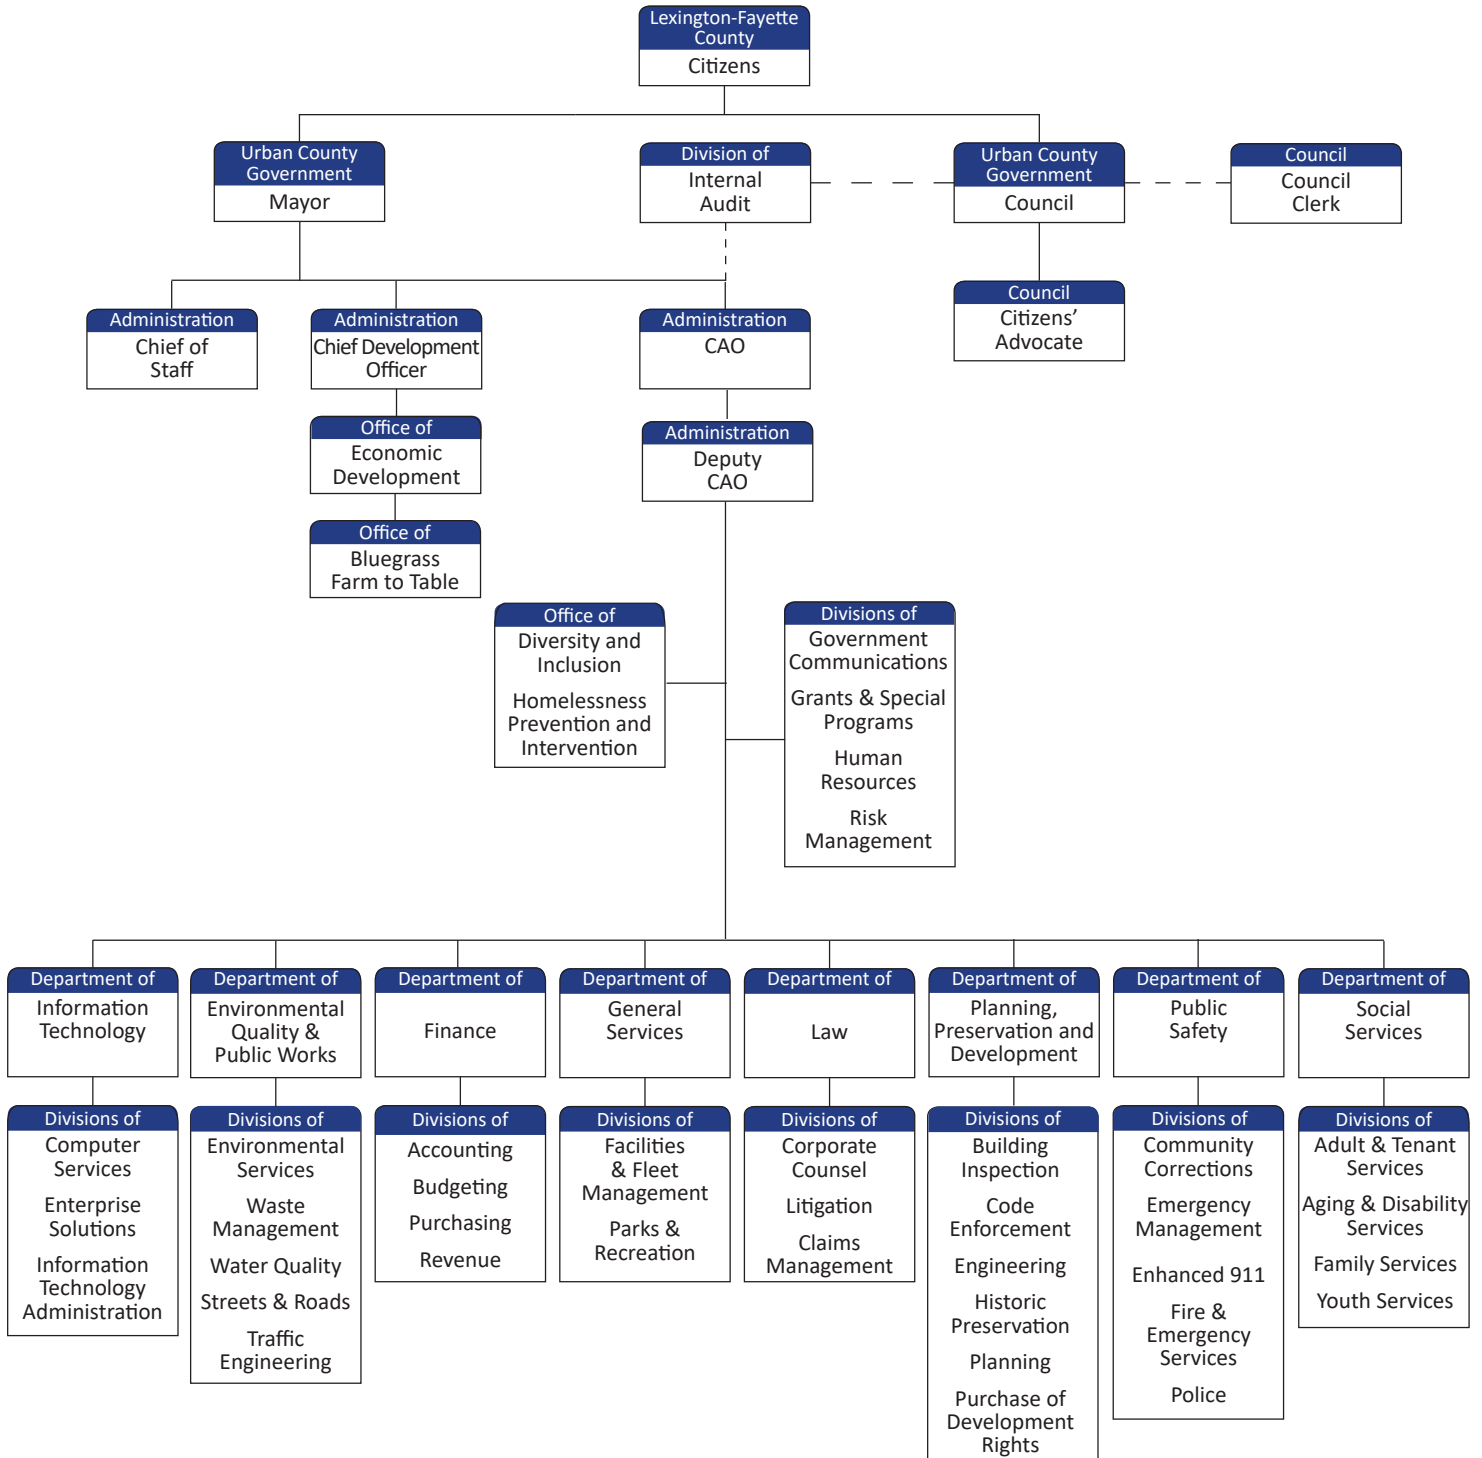 Lexington-Fayette
County
Citizens
Urban County
Government
Mayor
Division of
Internal
Audit
Urban County
Government
Council
Council
Council
Clerk
Administration
Chief of
Staff
Administration
Chief Development
Officer
Administration
CAO
Council
Citizens’
Advocate
Office of
Economic
Development
Administration
Deputy
CAO
Office of
Bluegrass
Farm to Table
Office of
Diversity and
Inclusion
Homelessness
Prevention and
Intervention
Divisions of
Government
Communications
Grants & Special
Programs
Human
Resources
Risk
Management
Department of
Information
Technology
Department of
Environmental
Quality &
Public Works
Department of
Finance
Department of
General
Services
Department of
Law
Department of
Planning,
Preservation and
Development
Department of
Public
Safety
Department of
Social
Services
Divisions of
Computer
Services
Enterprise
Solutions
Information
Technology
Administration
Divisions of
Environmental
Services
Waste
Management
Water Quality
Streets & Roads
Traffic
Engineering
Divisions of
Accounting
Budgeting
Purchasing
Revenue
Divisions of
Facilities
& Fleet
Management
Parks &
Recreation
Divisions of
Corporate
Counsel
Litigation
Claims
Management
Divisions of
Building
Inspection
Code
Enforcement
Engineering
Historic
Preservation
Planning
Purchase of
Development
Rights
Divisions of
Community
Corrections
Emergency
Management
Enhanced 911
Fire &
Emergency
Services
Police
Divisions of
Adult & Tenant
Services
Aging & Disability
Services
Family Services
Youth Services